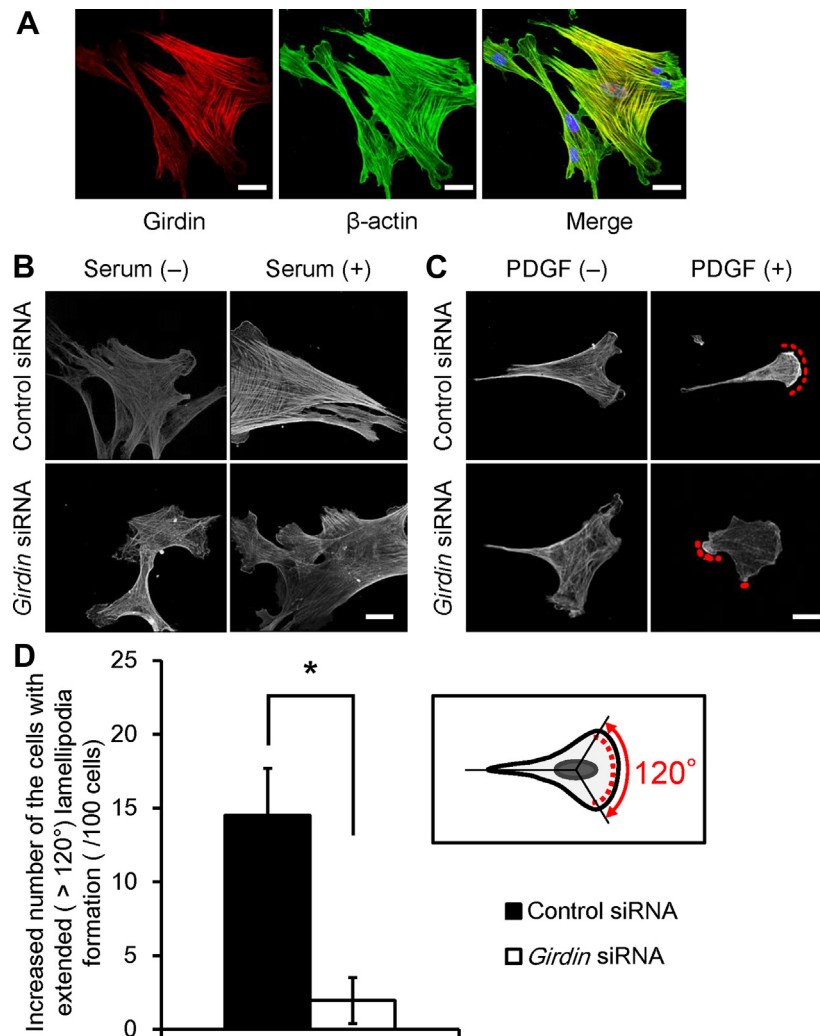 A
Girdin
β-actin
Merge
B
Serum (–)
Serum (+)
Control siRNA
Girdin siRNA
C
PDGF (–)
PDGF (+)
Control siRNA
Girdin siRNA
D
Increased number of the cells with
extended ( > 120°) lamellipodia
formation ( /100 cells)
25
20
15
10
5
0
*
120°
Control siRNA
Girdin siRNA